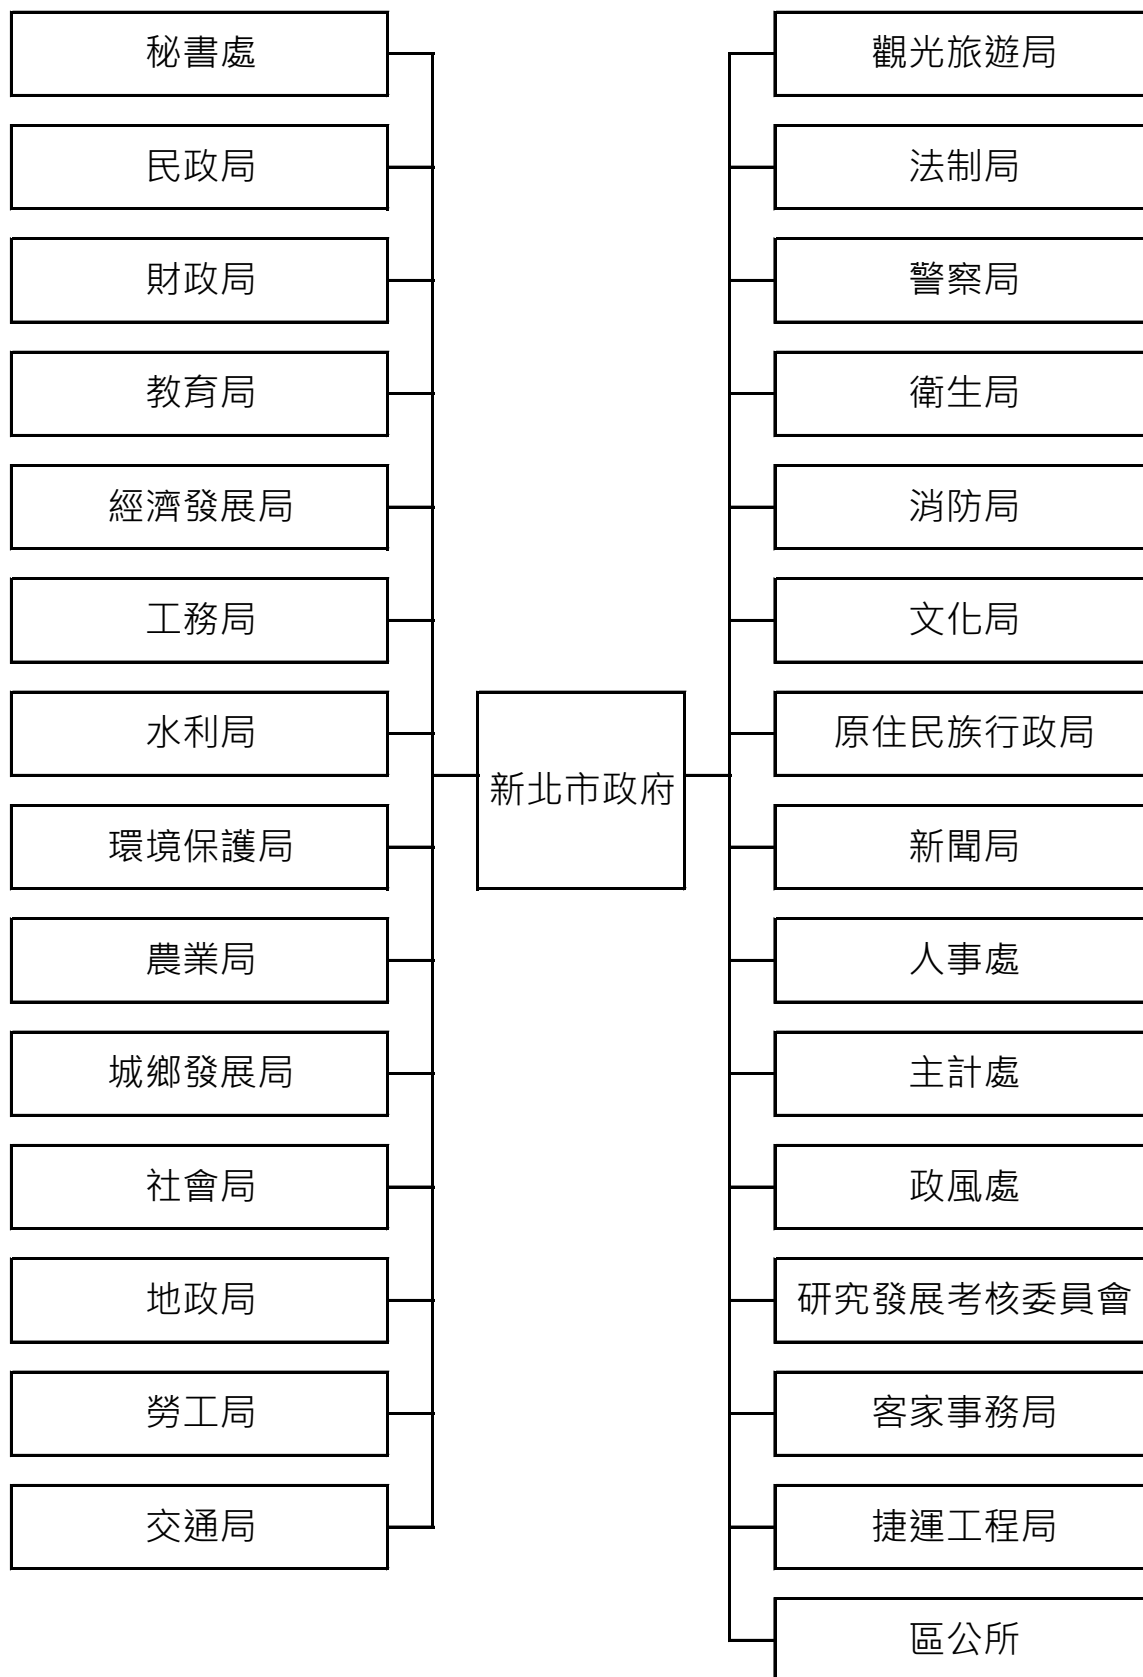 秘書處
民政局
財政局
教育局
經濟發展局
工務局
水利局
環境保護局
農業局
城鄉發展局
社會局
地政局
勞工局
交通局
新北市政府
觀光旅遊局
法制局
警察局
衛生局
消防局
文化局
原住民族行政局
新聞局
人事處
主計處
政風處
研究發展考核委員會
客家事務局
捷運工程局
區公所